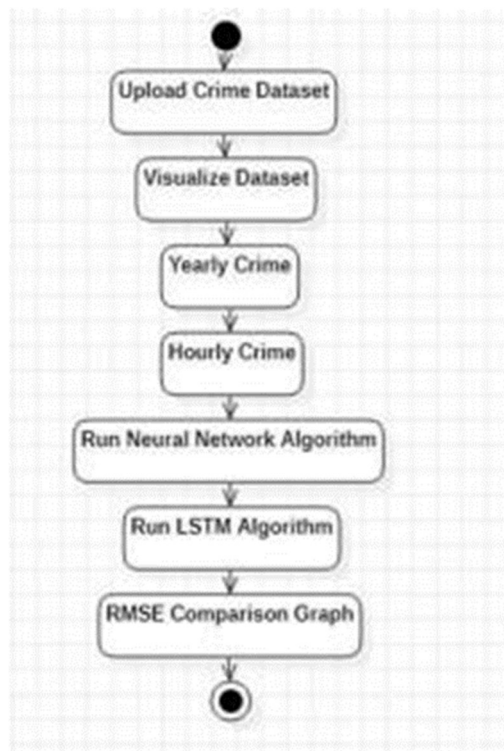 Upload Crime Dataset
Visualize Dataset
Yearly Crime
Hourly Crime
Run Neural Network Algorithm
Run LSTM Algorithm
RMSE Comparison Graph